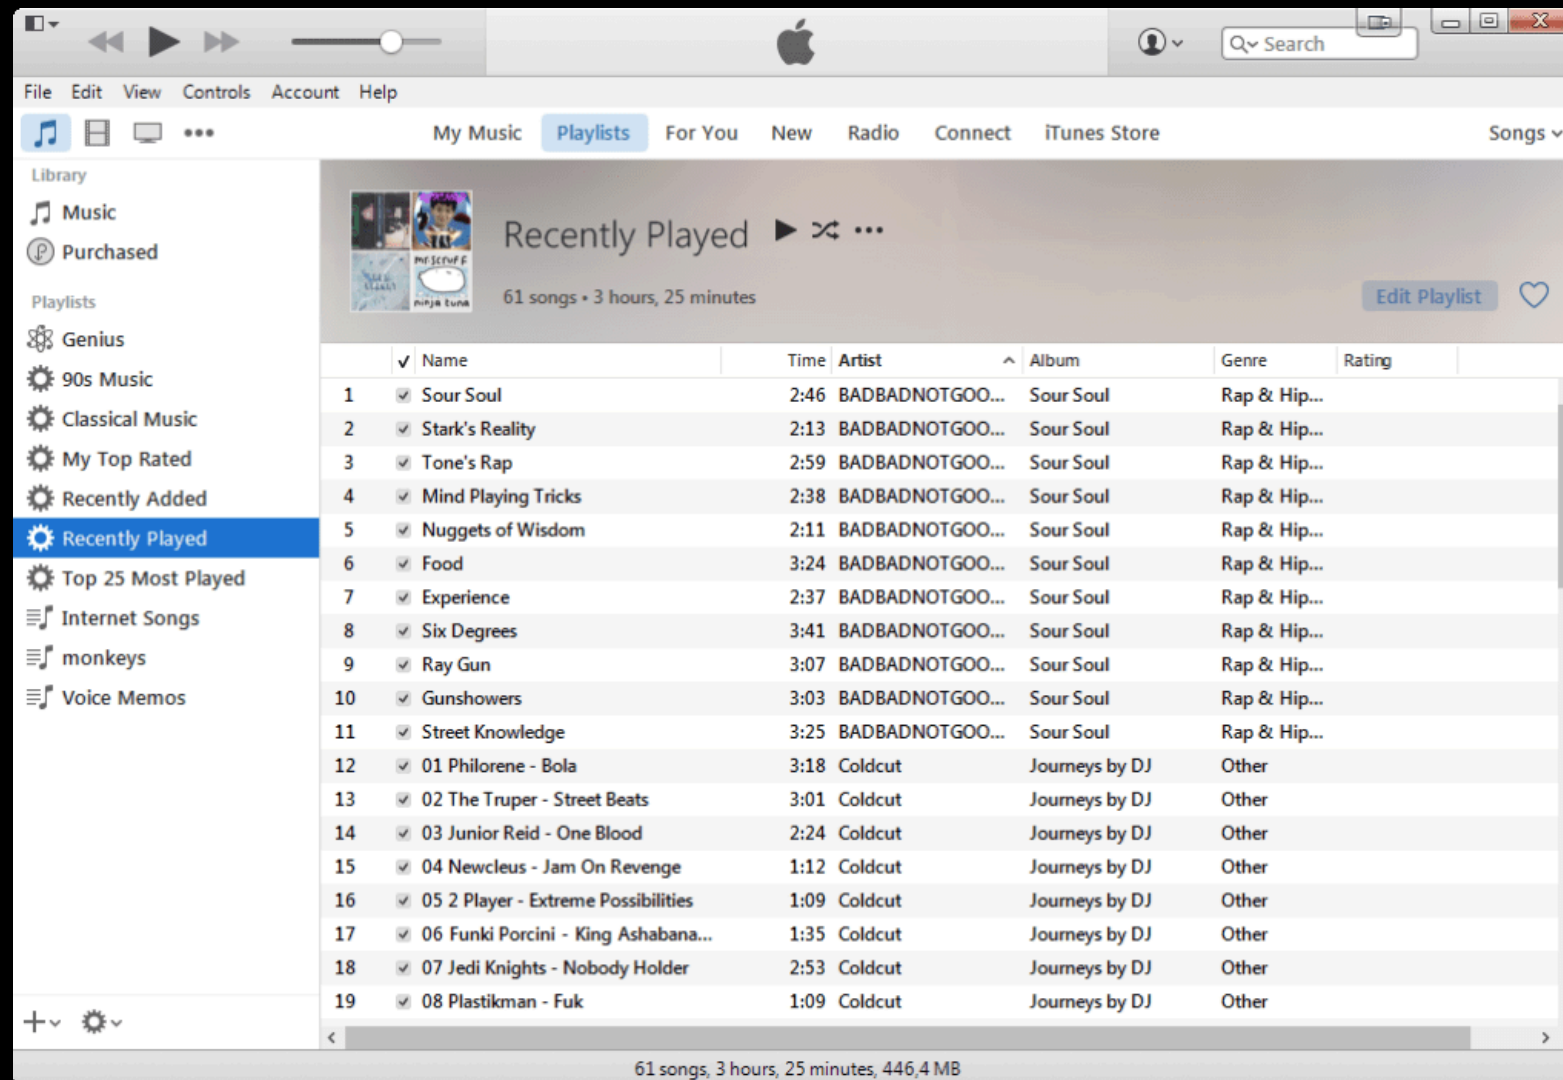 Search
File Edit View Controls Account Help
My Music Playlists For You New Radio Connect iTunes Store Songs
Library
Music
Purchased
Playlists
Genius
90s Music
Classical Music
My Top Rated
Recently Added
Recently Played
Top 25 Most Played
Internet Songs
monkeys
Voice Memos
mr.scruff
ninja tuna
Recently Played
61 songs • 3 hours, 25 minutes
Edit Playlist
✓ Name Time Artist Album Genre Rating
1 Sour Soul 2:46 BADBADNOTGOO... Sour Soul Rap & Hip...
2 Stark's Reality 2:13 BADBADNOTGOO... Sour Soul Rap & Hip...
3 Tone's Rap 2:59 BADBADNOTGOO... Sour Soul Rap & Hip...
4 Mind Playing Tricks 2:38 BADBADNOTGOO... Sour Soul Rap & Hip...
5 Nuggets of Wisdom 2:11 BADBADNOTGOO... Sour Soul Rap & Hip...
6 Food 3:24 BADBADNOTGOO... Sour Soul Rap & Hip...
7 Experience 2:37 BADBADNOTGOO... Sour Soul Rap & Hip...
8 Six Degrees 3:41 BADBADNOTGOO... Sour Soul Rap & Hip...
9 Ray Gun 3:07 BADBADNOTGOO... Sour Soul Rap & Hip...
10 Gunshowers 3:03 BADBADNOTGOO... Sour Soul Rap & Hip...
11 Street Knowledge 3:25 BADBADNOTGOO... Sour Soul Rap & Hip...
12 01 Philorene - Bola 3:18 Coldcut Journeys by DJ Other
13 02 The Truper - Street Beats 3:01 Coldcut Journeys by DJ Other
14 03 Junior Reid - One Blood 2:24 Coldcut Journeys by DJ Other
15 04 Newcleus - Jam On Revenge 1:12 Coldcut Journeys by DJ Other
16 05 2 Player - Extreme Possibilities 1:09 Coldcut Journeys by DJ Other
17 06 Funki Porcini - King Ashabana... 1:35 Coldcut Journeys by DJ Other
18 07 Jedi Knights - Nobody Holder 2:53 Coldcut Journeys by DJ Other
19 08 Plastikman - Fuk 1:09 Coldcut Journeys by DJ Other
61 songs, 3 hours, 25 minutes, 446,4 MB